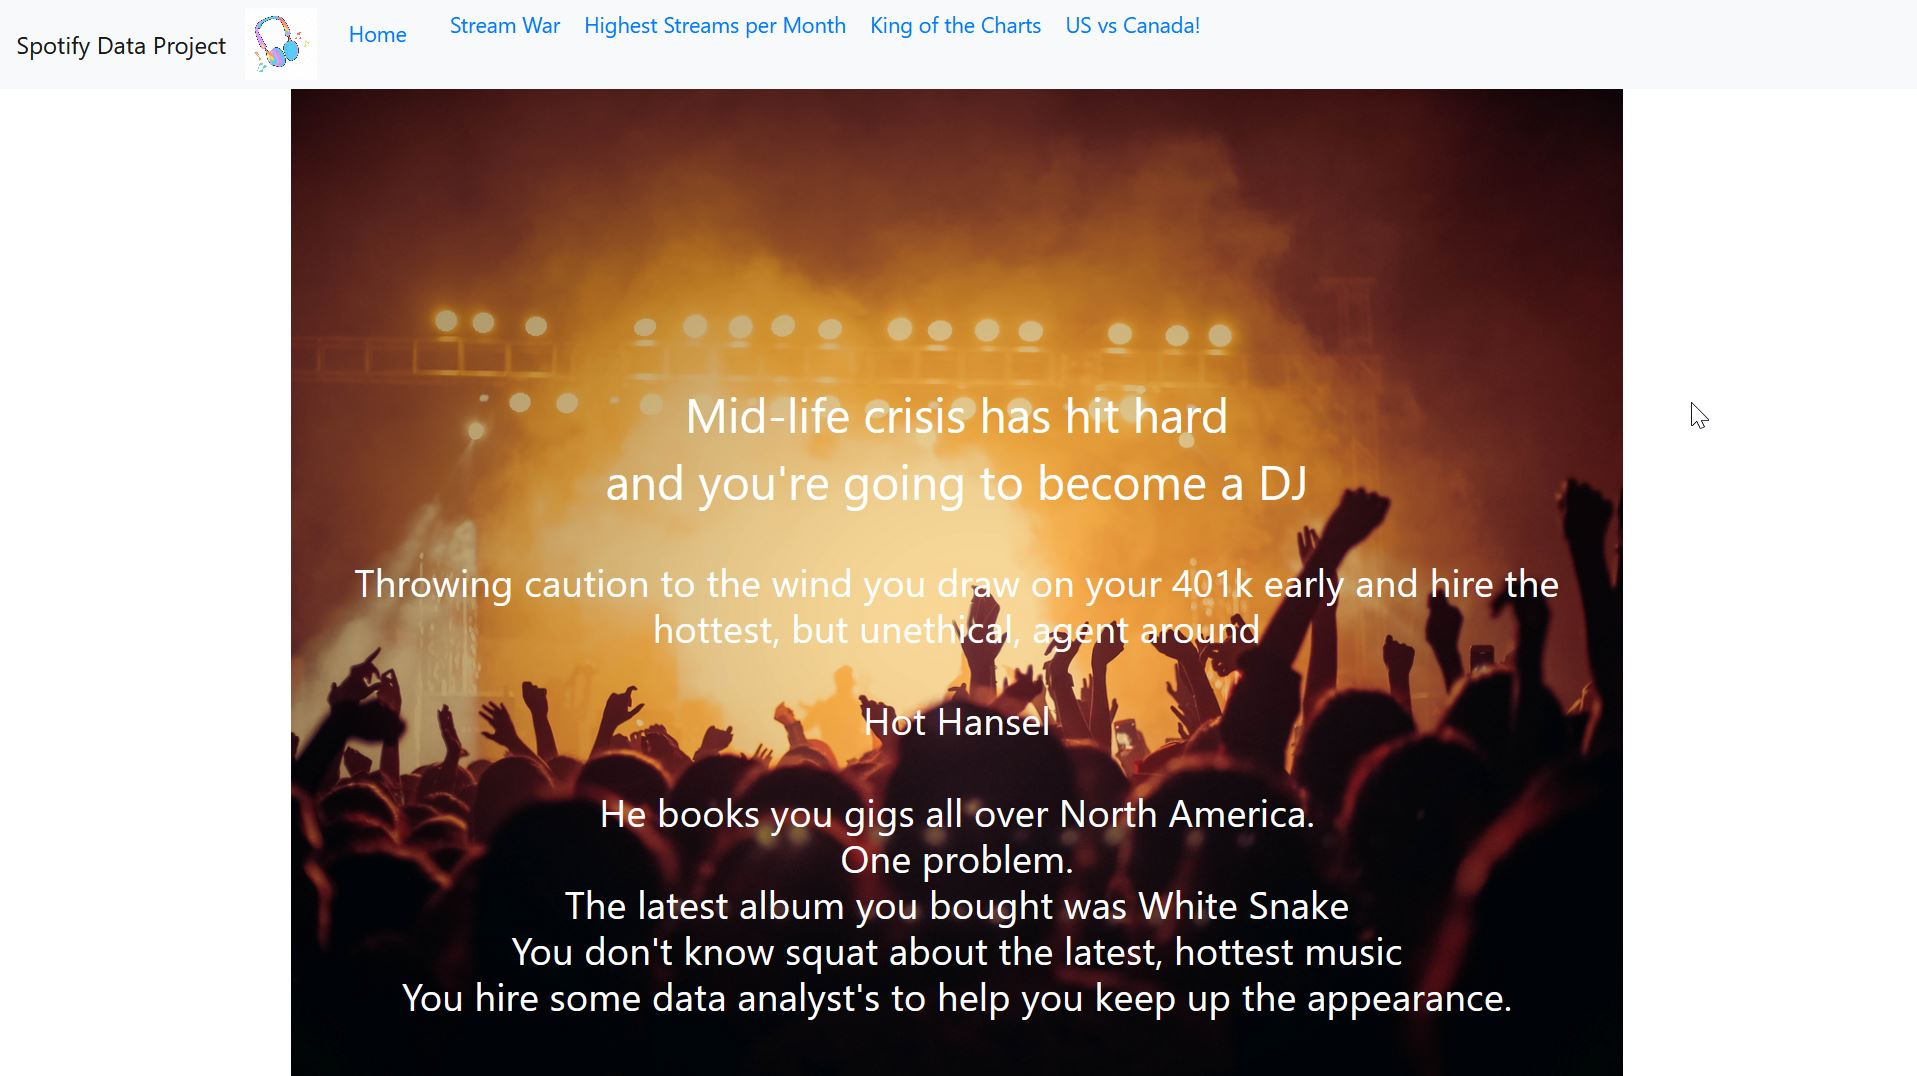 Spotify Data Project
Home
Stream War
Highest Streams per Month
King of the Charts
US vs Canada!
Mid-life crisis has hit hard
and you're going to become a DJ
Throwing caution to the wind you draw on your 401k early and hire the
hottest, but unethical, agent around
Hot Hansel
He books you gigs all over North America.
One problem.
The latest album you bought was White Snake
You don't know squat about the latest, hottest music
You hire some data analyst's to help you keep up the appearance.